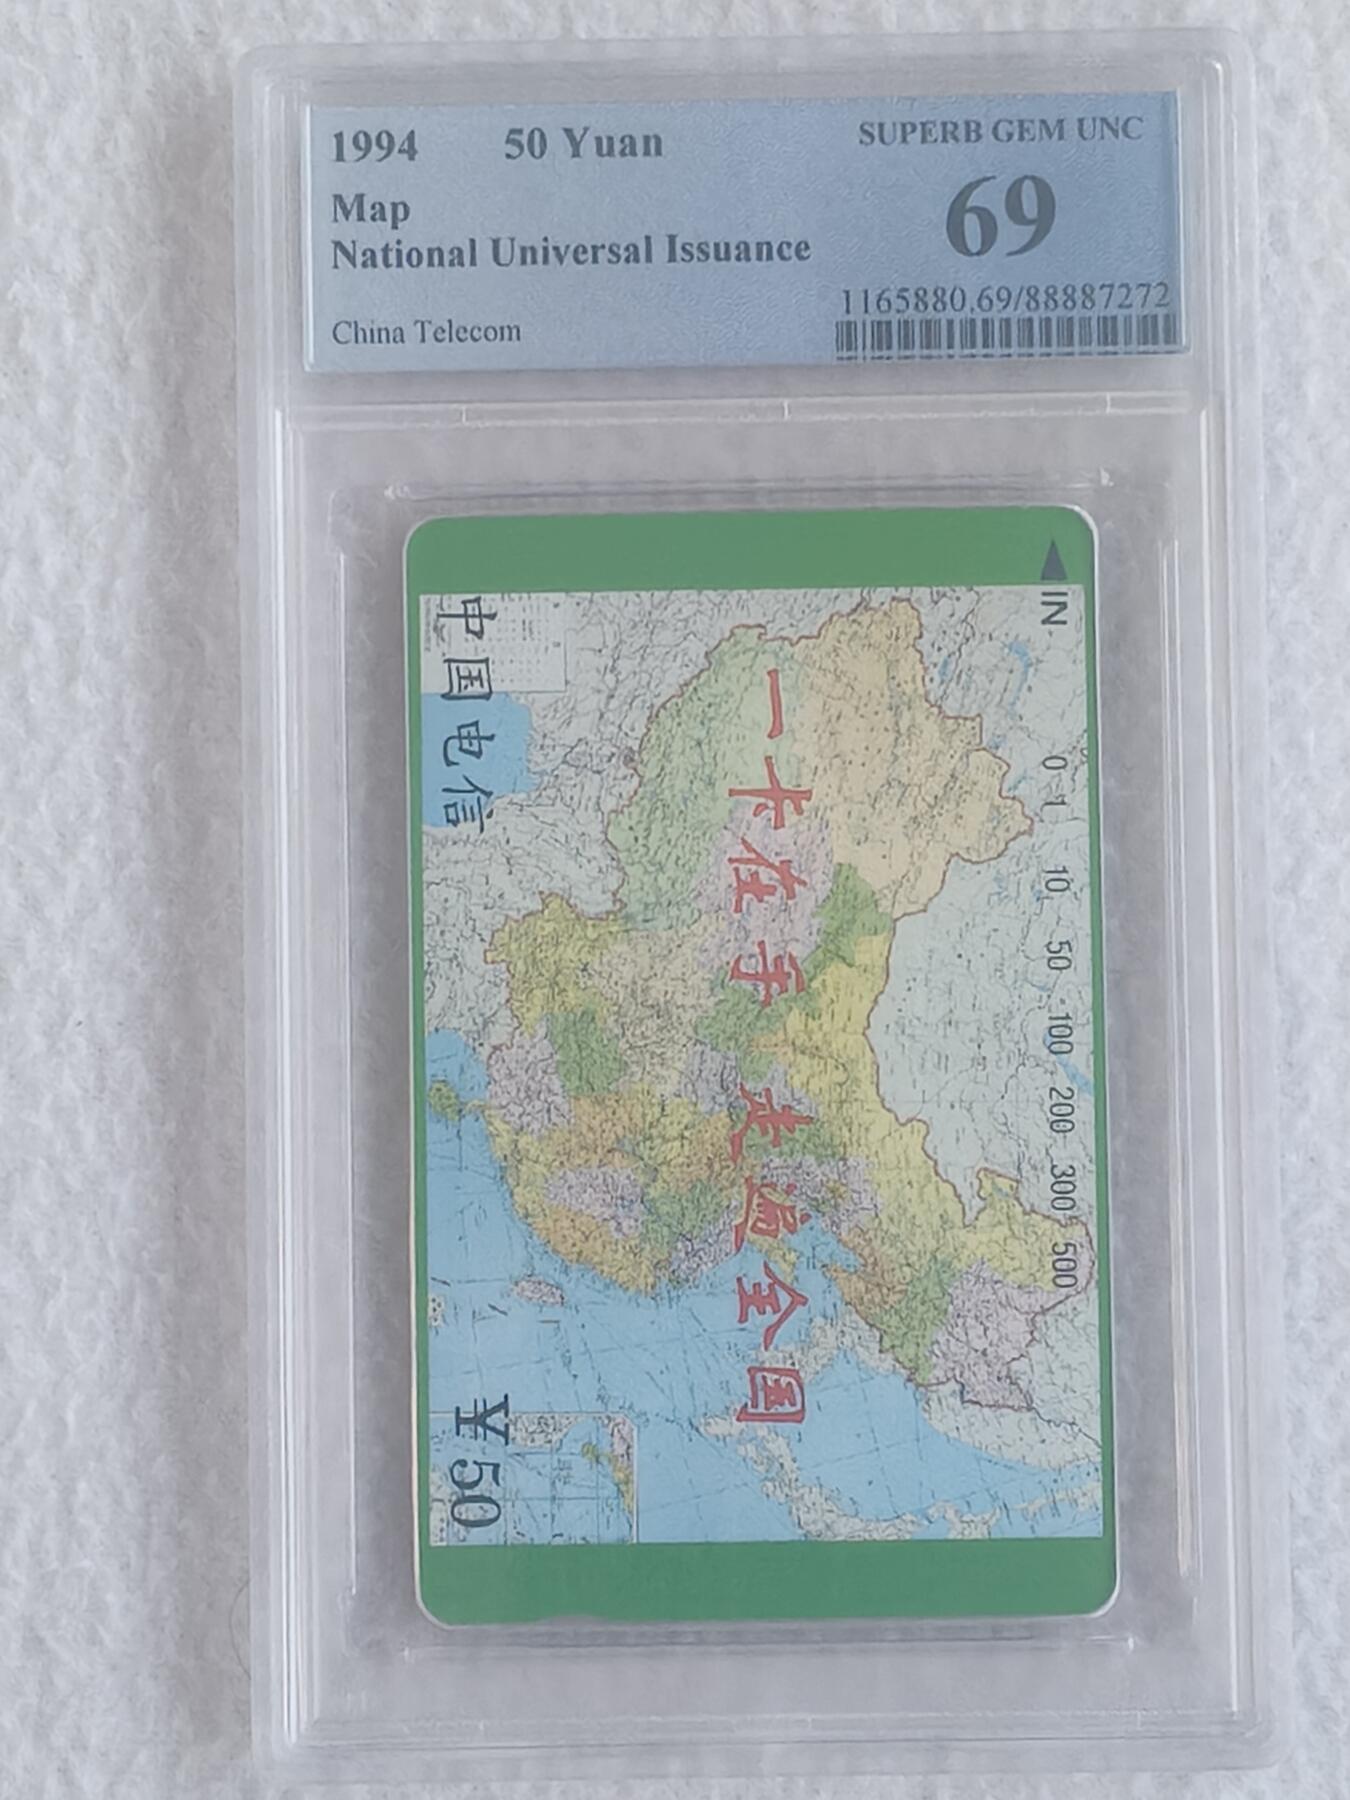 1994 50 Yuan
SUPERB GEM UNC
Map
69
National Universal Issuance
1165880.69/88887272
China Telecom
IN
0 1 10 50 100 200 300 500
一卡在手 走遍全国
中国电信
¥50